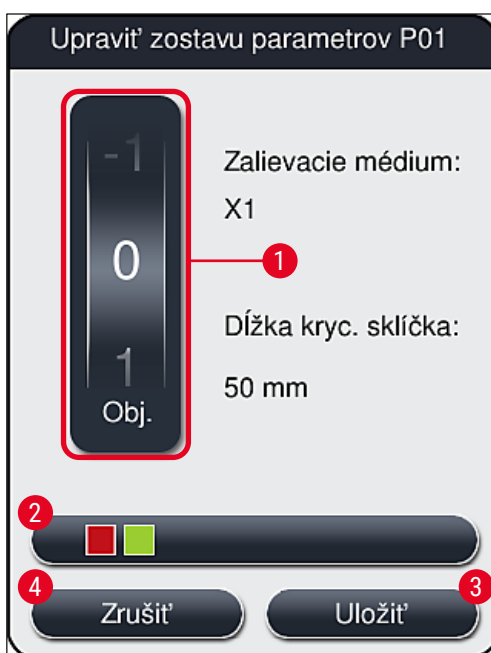 Upraviť zostavu parametrov P01
-1
0
1
Obj.
Zalievacie médium:
X1
Dĺžka kryc. sklíčka:
50 mm
1
2
4
Zrušiť
Uložiť
3